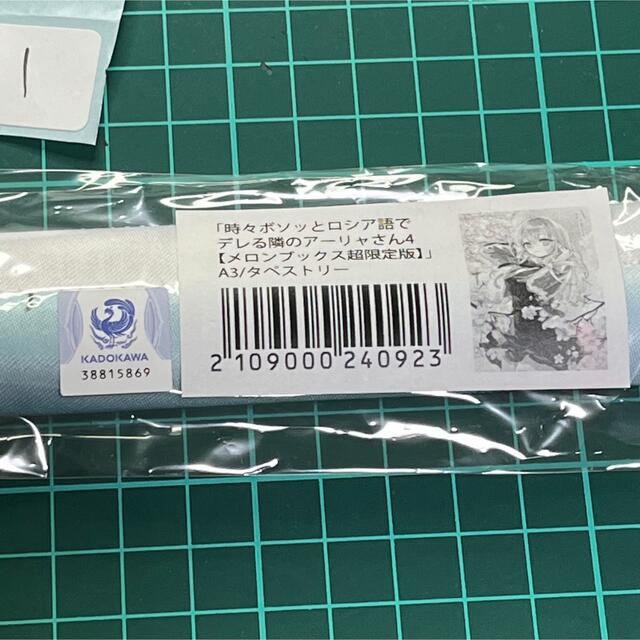 1
「時々ボソッとロシア語で
デレる隣のアーリャさん4
【メロンブックス超限定版】」
A3/タペストリー
2 109000 240923
KADOKAWA
38815869